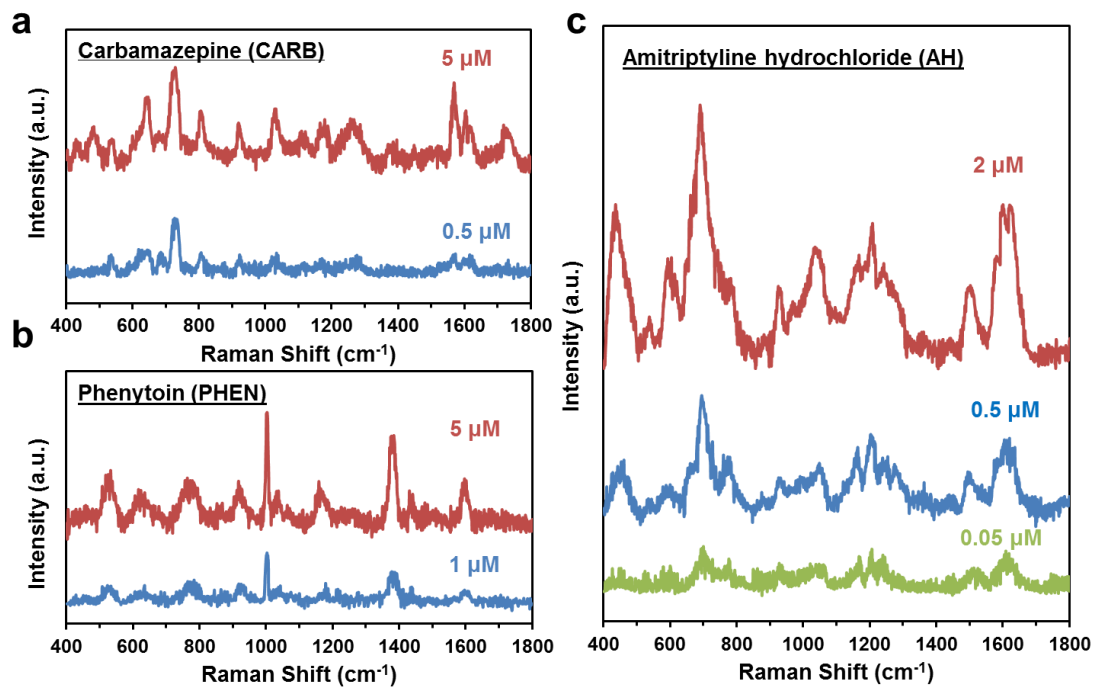 a
Carbamazepine (CARB)
5 µM
0.5 µM
Intensity (a.u.)
400 600 800 1000 1200 1400 1600 1800
Raman Shift (cm-1)
b
Phenytoin (PHEN)
5 µM
1 µM
Intensity (a.u.)
400 600 800 1000 1200 1400 1600 1800
Raman Shift (cm-1)
c
Amitriptyline hydrochloride (AH)
2 µM
0.5 µM
0.05 µM
Intensity (a.u.)
400 600 800 1000 1200 1400 1600 1800
Raman Shift (cm-1)